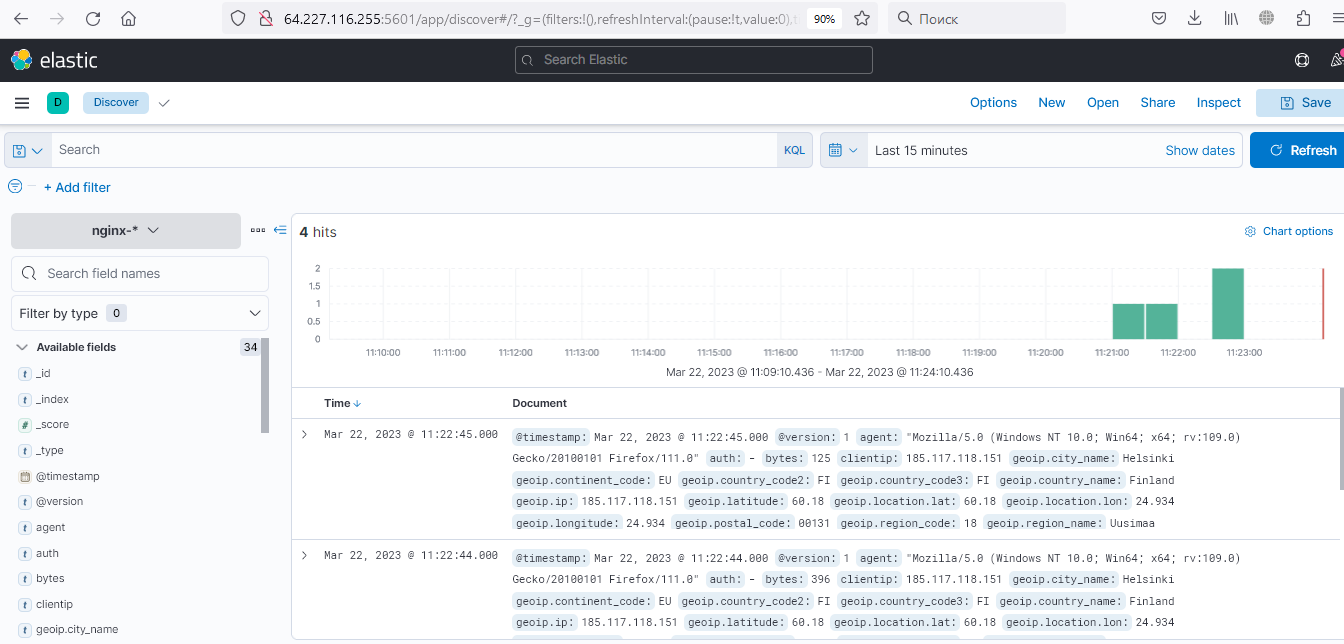 64.227.116.255:5601/app/discover#/?_g=(filters:!(),refreshInterval:(pause:!t,value:0),t 90% Поиск
elastic Search Elastic
D Discover Options New Open Share Inspect Save
Search KQL Last 15 minutes Show dates Refresh
+ Add filter
nginx-*
4 hits Chart options
Search field names
Filter by type 0
Available fields 34
_id
_index
_score
_type
@timestamp
@version
agent
auth
bytes
clientip
geoip.city_name
2
1.5
1
0.5
0
11:10:00 11:11:00 11:12:00 11:13:00 11:14:00 11:15:00 11:16:00 11:17:00 11:18:00 11:19:00 11:20:00 11:21:00 11:22:00 11:23:00
Mar 22, 2023 @ 11:09:10.436 - Mar 22, 2023 @ 11:24:10.436
Time Document
Mar 22, 2023 @ 11:22:45.000 @timestamp: Mar 22, 2023 @ 11:22:45.000 @version: 1 agent: "Mozilla/5.0 (Windows NT 10.0; Win64; x64; rv:109.0)
Gecko/20100101 Firefox/111.0" auth: - bytes: 125 clientip: 185.117.118.151 geoip.city_name: Helsinki
geoip.continent_code: EU geoip.country_code2: FI geoip.country_code3: FI geoip.country_name: Finland
geoip.ip: 185.117.118.151 geoip.latitude: 60.18 geoip.location.lat: 60.18 geoip.location.lon: 24.934
geoip.longitude: 24.934 geoip.postal_code: 00131 geoip.region_code: 18 geoip.region_name: Uusimaa
Mar 22, 2023 @ 11:22:44.000 @timestamp: Mar 22, 2023 @ 11:22:44.000 @version: 1 agent: "Mozilla/5.0 (Windows NT 10.0; Win64; x64; rv:109.0)
Gecko/20100101 Firefox/111.0" auth: - bytes: 396 clientip: 185.117.118.151 geoip.city_name: Helsinki
geoip.continent_code: EU geoip.country_code2: FI geoip.country_code3: FI geoip.country_name: Finland
geoip.ip: 185.117.118.151 geoip.latitude: 60.18 geoip.location.lat: 60.18 geoip.location.lon: 24.934